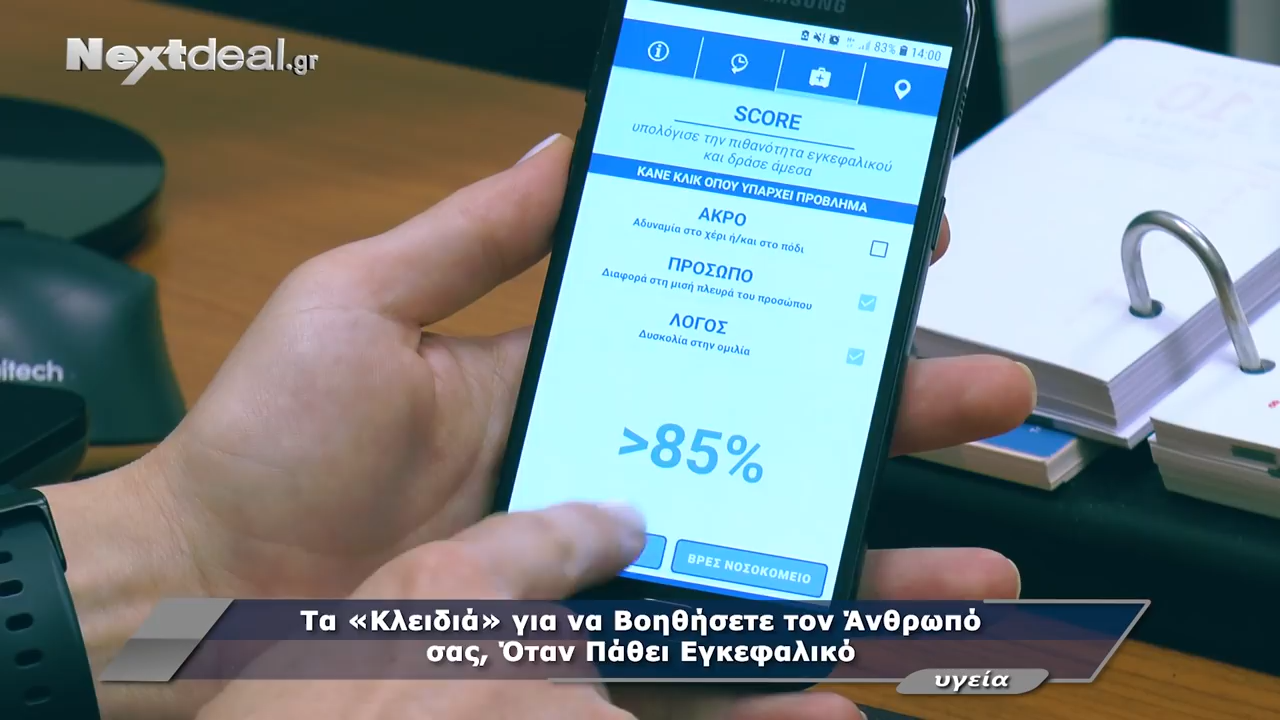 Nextdeal.gr
83% 14:00
SCORE
υπολόγισε την πιθανότητα εγκεφαλικού
και δράσε άμεσα
ΚΑΝΕ ΚΛΙΚ ΟΠΟΥ ΥΠΑΡΧΕΙ ΠΡΟΒΛΗΜΑ
ΑΚΡΟ
Αδυναμία στο χέρι ή/και στο πόδι
ΠΡΟΣΩΠΟ
Διαφορά στη μισή πλευρά του προσώπου
ΛΟΓΟΣ
Δυσκολία στην ομιλία
>85%
ΒΡΕΣ ΝΟΣΟΚΟΜΕΙΟ
Τα «Κλειδιά» για να Βοηθήσετε τον Άνθρωπό
σας, Όταν Πάθει Εγκεφαλικό
υγεία